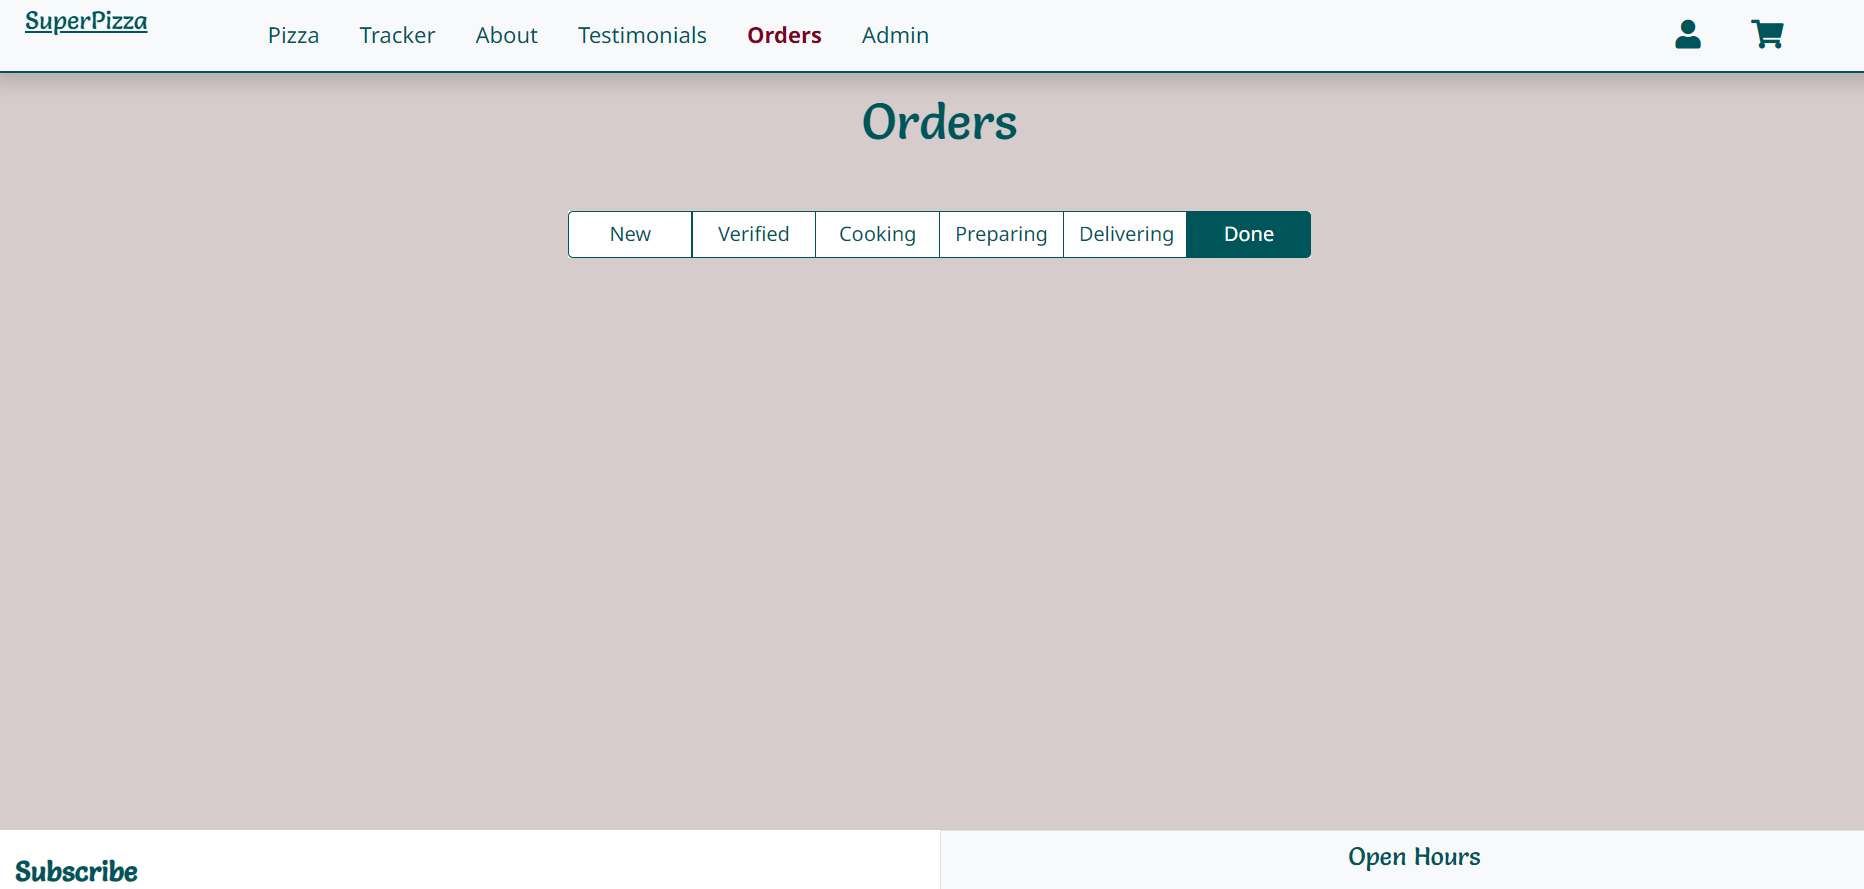 SuperPizza
Pizza Tracker About Testimonials Orders Admin
Orders
New Verified Cooking Preparing Delivering Done
Subscribe
Open Hours